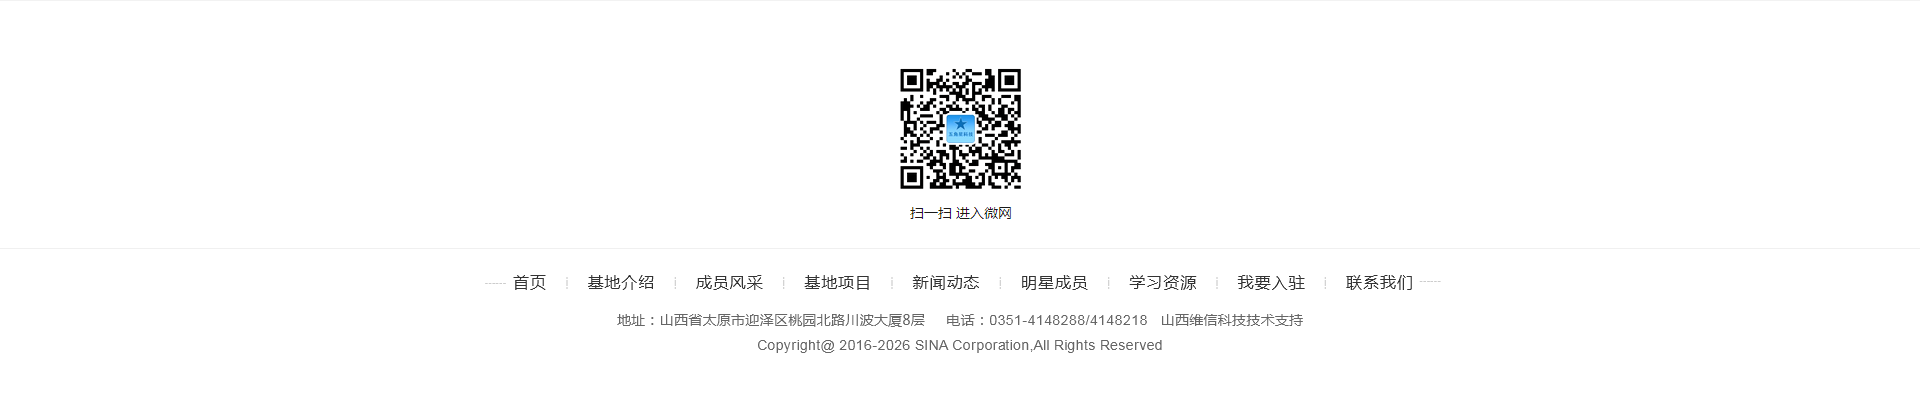 扫一扫 进入微网
首页 基地介绍 成员风采 基地项目 新闻动态 明星成员 学习资源 我要入驻 联系我们
地址：山西省太原市迎泽区桃园北路川波大厦8层 电话：0351-4148288/4148218 山西维信科技技术支持
Copyright@ 2016-2026 SINA Corporation,All Rights Reserved